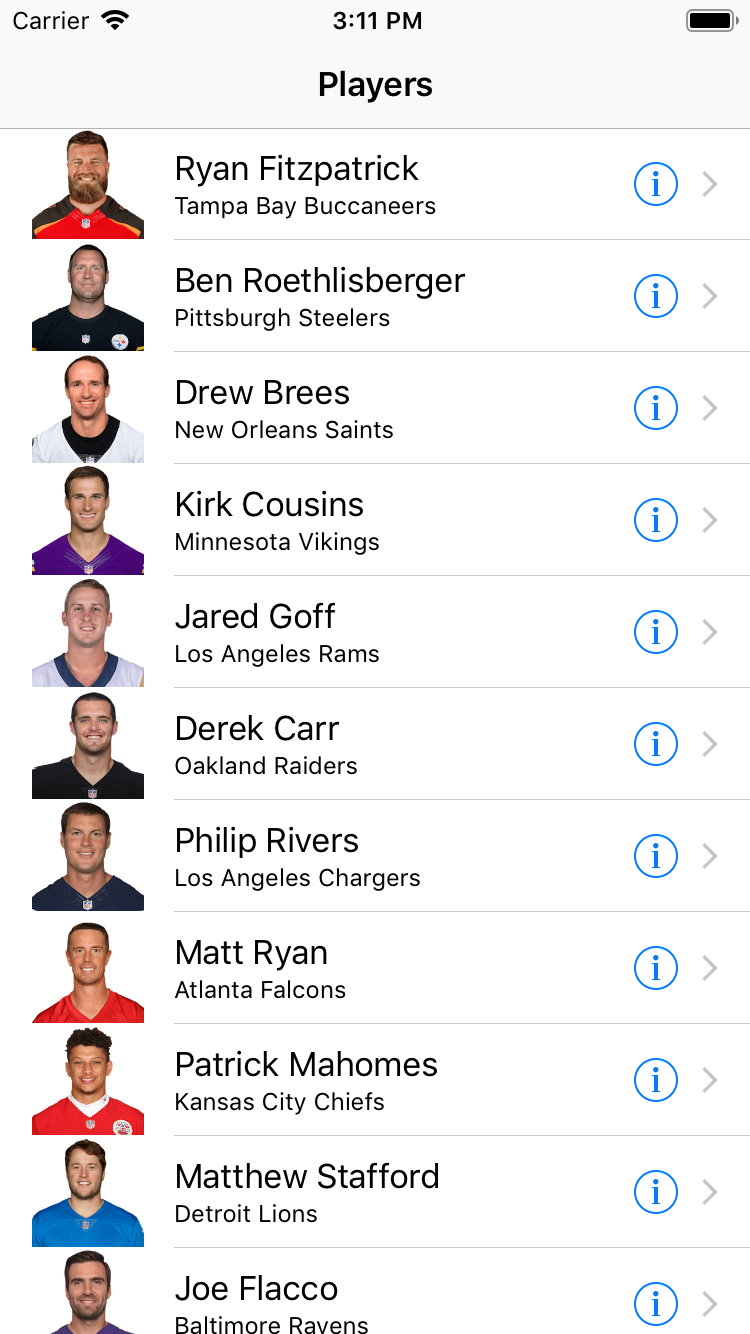 Carrier 3:11 PM
Players
Ryan Fitzpatrick
Tampa Bay Buccaneers
Ben Roethlisberger
Pittsburgh Steelers
Drew Brees
New Orleans Saints
Kirk Cousins
Minnesota Vikings
Jared Goff
Los Angeles Rams
Derek Carr
Oakland Raiders
Philip Rivers
Los Angeles Chargers
Matt Ryan
Atlanta Falcons
Patrick Mahomes
Kansas City Chiefs
Matthew Stafford
Detroit Lions
Joe Flacco
Baltimore Ravens